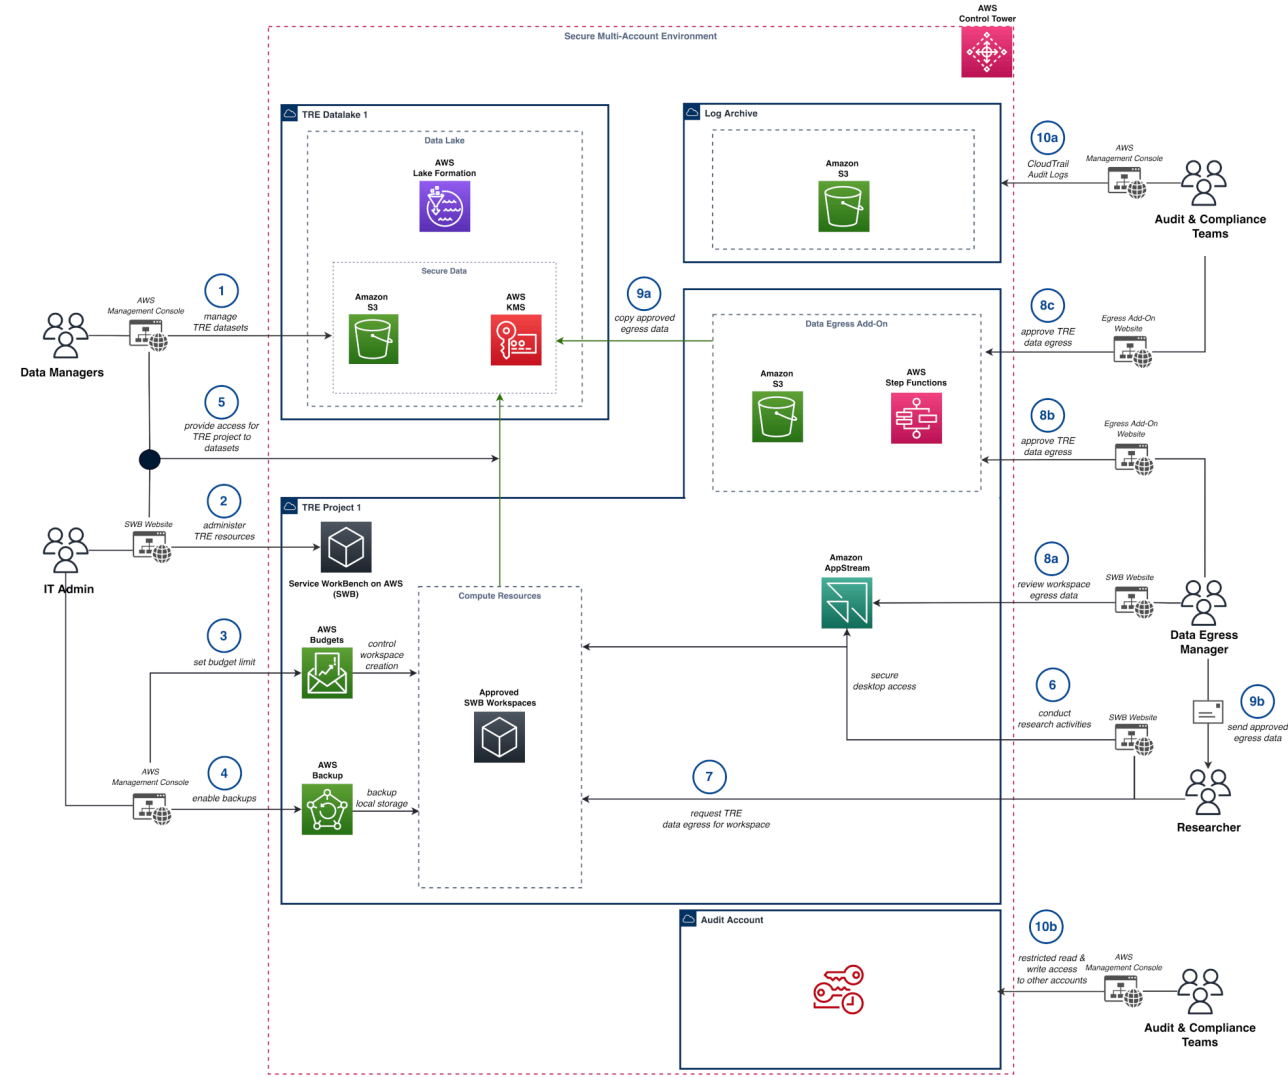 AWS
Control Tower
Secure Multi-Account Environment
TRE Datalake 1
Data Lake
AWS
Lake Formation
Secure Data
Amazon
S3
AWS
KMS
Log Archive
Amazon
S3
10a
CloudTrail
Audit Logs
AWS
Management Console
Audit & Compliance
Teams
1
manage
TRE datasets
AWS
Management Console
Data Managers
9a
copy approved
egress data
Data Egress Add-On
Amazon
S3
AWS
Step Functions
8c
approve TRE
data egress
Egress Add-On
Website
5
provide access for
TRE project to
datasets
8b
approve TRE
data egress
Egress Add-On
Website
2
administer
TRE resources
SWB Website
IT Admin
TRE Project 1
Service WorkBench on AWS
(SWB)
Compute Resources
Amazon
AppStream
8a
review workspace
egress data
SWB Website
Data Egress
Manager
3
set budget limit
AWS
Budgets
control
workspace
creation
Approved
SWB Workspaces
secure
desktop access
6
conduct
research activities
SWB Website
9b
send approved
egress data
AWS
Management Console
4
enable backups
AWS
Backup
backup
local storage
7
request TRE
data egress for workspace
Researcher
Audit Account
10b
restricted read &
write access
to other accounts
AWS
Management Console
Audit & Compliance
Teams